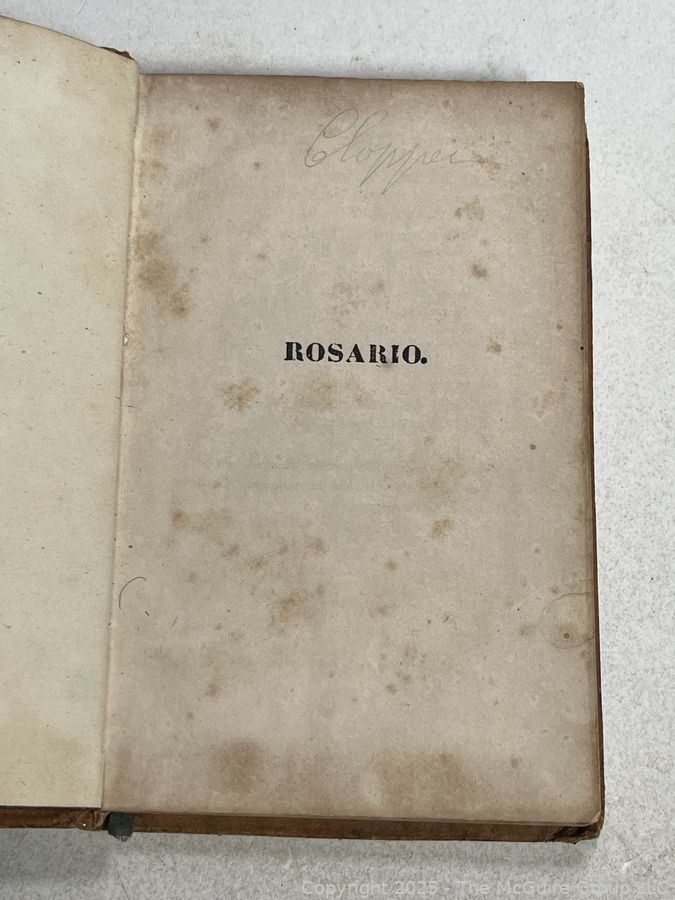 Clopper
ROSARIO.
Copyright 2025 - The McGuire Group LLC